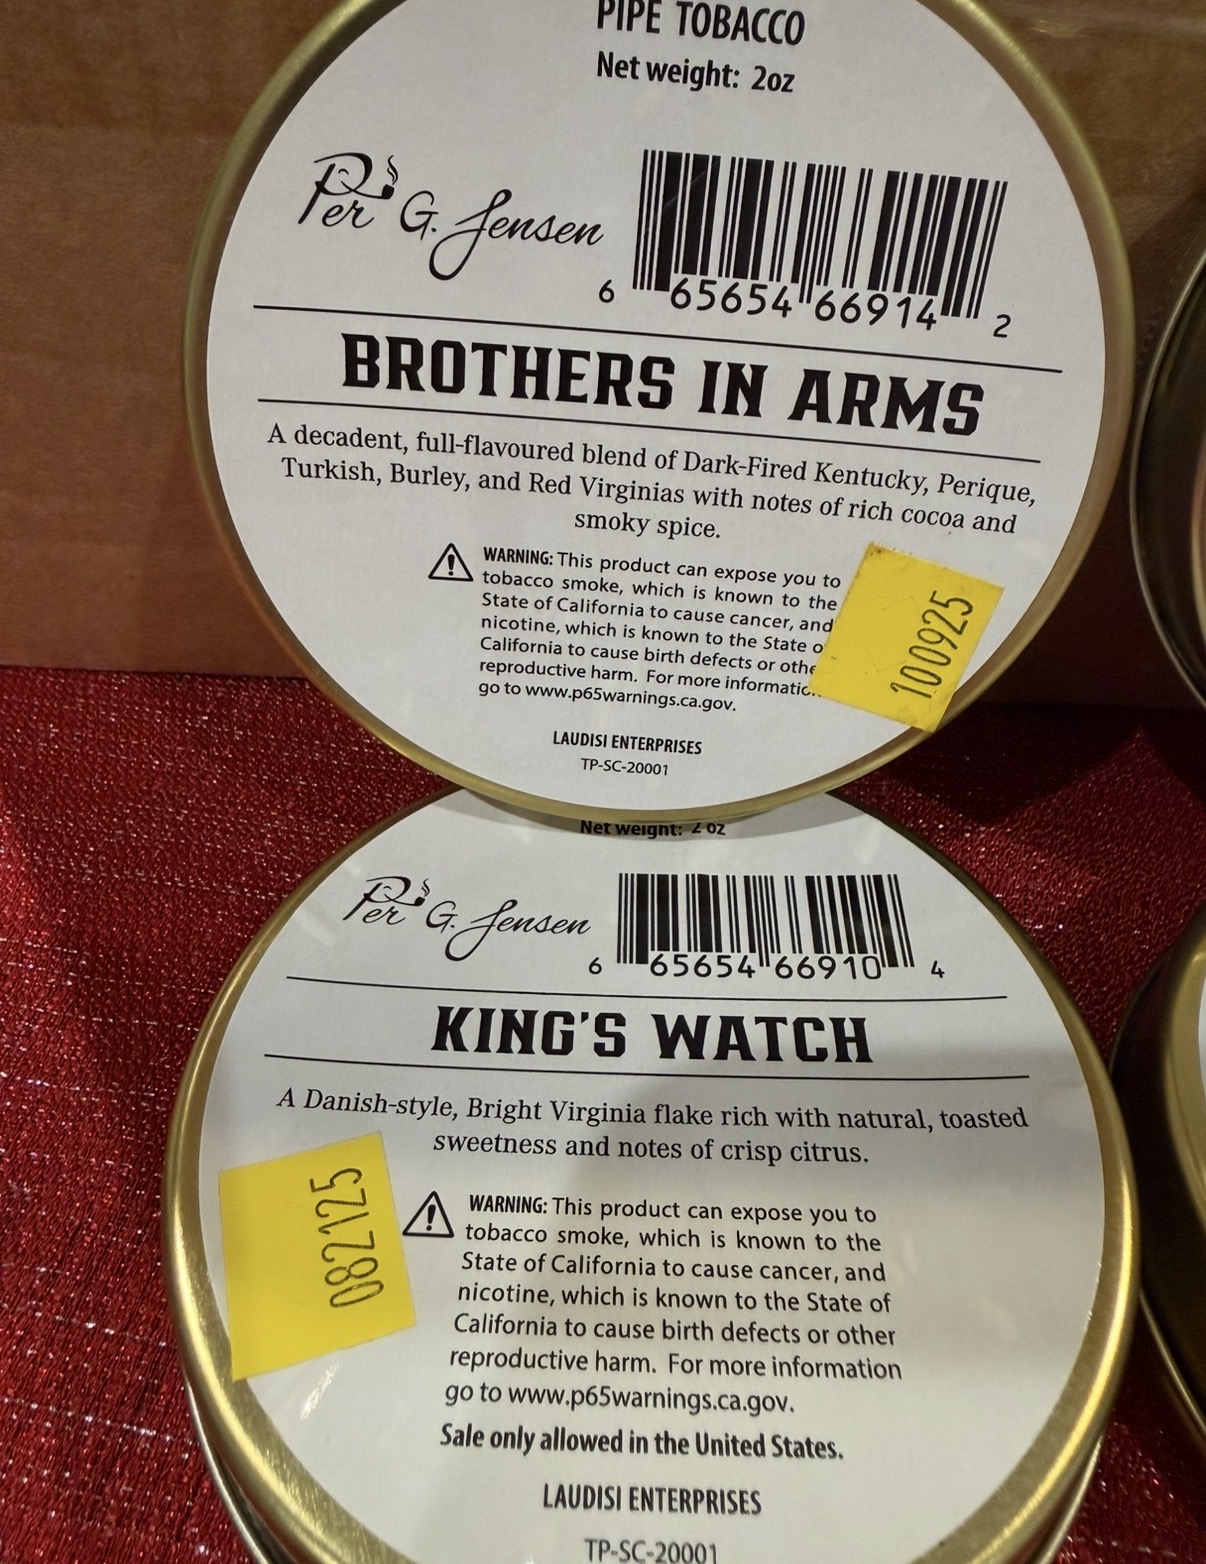 PIPE TOBACCO
Net weight: 2oz
Per G. Jensen
6 65654 66914 2
BROTHERS IN ARMS
A decadent, full-flavoured blend of Dark-Fired Kentucky, Perique,
Turkish, Burley, and Red Virginias with notes of rich cocoa and
smoky spice.
WARNING: This product can expose you to
tobacco smoke, which is known to the
State of California to cause cancer, and
nicotine, which is known to the State o
California to cause birth defects or othe
reproductive harm. For more informatio
go to www.p65warnings.ca.gov.
100925
LAUDISI ENTERPRISES
TP-SC-20001
Net weight: 2 oz
Per G. Jensen
6 65654 66910 4
KING'S WATCH
A Danish-style, Bright Virginia flake rich with natural, toasted
sweetness and notes of crisp citrus.
082125
WARNING: This product can expose you to
tobacco smoke, which is known to the
State of California to cause cancer, and
nicotine, which is known to the State of
California to cause birth defects or other
reproductive harm. For more information
go to www.p65warnings.ca.gov.
Sale only allowed in the United States.
LAUDISI ENTERPRISES
TP-SC-20001